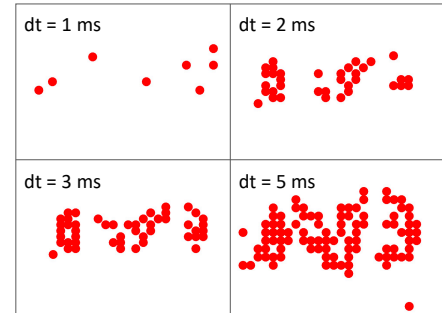 dt = 1 ms
dt = 2 ms
dt = 3 ms
dt = 5 ms